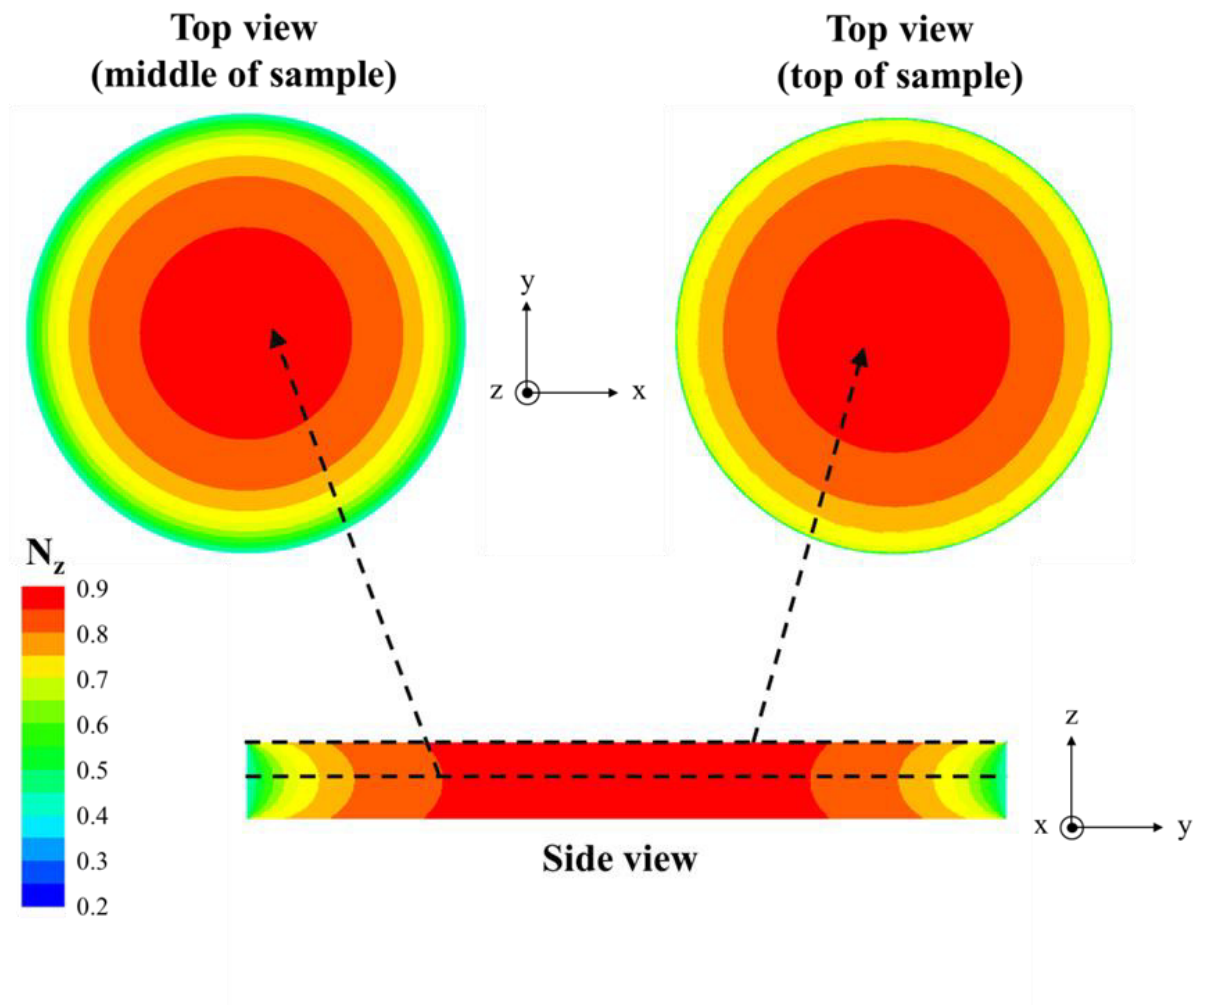 Top view
(middle of sample)
Top view
(top of sample)
y
z
x
N_z
0.9
0.8
0.7
0.6
0.5
0.4
0.3
0.2
z
x
y
Side view